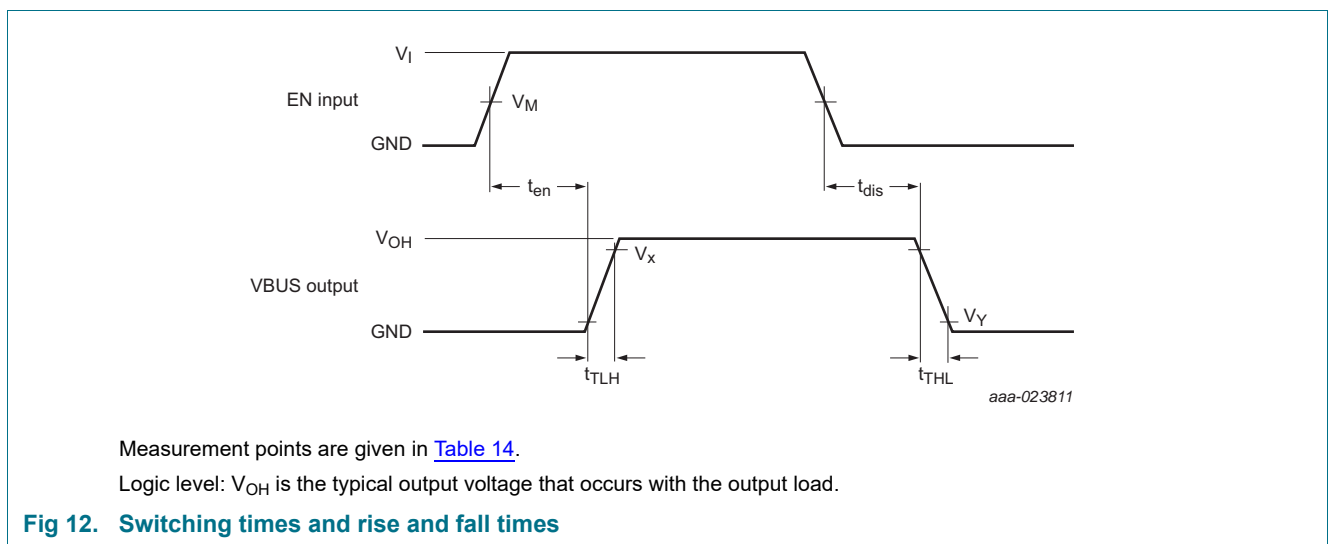 VI
EN input
VM
GND
ten
tdis
VOH
Vx
VBUS output
VY
GND
tTLH
tTHL
aaa-023811
Measurement points are given in Table 14.
Logic level: VOH is the typical output voltage that occurs with the output load.
Fig 12. Switching times and rise and fall times